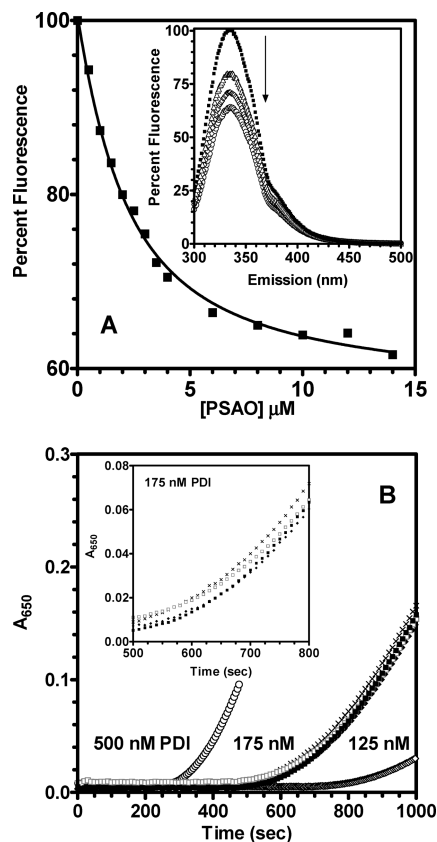 100
80
60
Percent Fluorescence
A
0
5
10
15
[PSAO] μM
100
75
50
25
0
Percent Fluorescence
300
350
400
450
500
Emission (nm)
0.3
0.2
0.1
0.0
A650
B
0.08
0.06
0.04
0.02
0.00
A650
175 nM PDI
500
600
700
800
Time (sec)
500 nM PDI
175 nM
125 nM
0
200
400
600
800
1000
Time (sec)